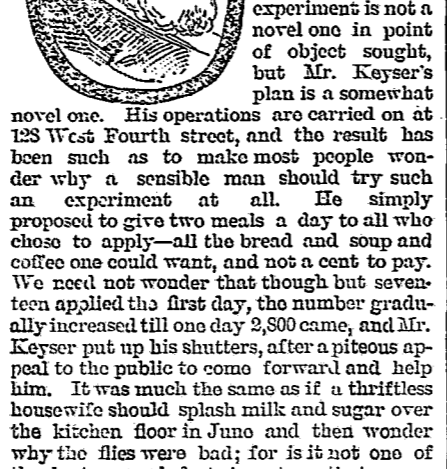 experiment is not a
novel one in point
of object sought,
but Mr. Keyser's
plan is a somewhat
novel one. His operations are carried on at
128 West Fourth street, and the result has
been such as to make most people won-
der why a sensible man should try such
an experiment at all. He simply
proposed to give two meals a day to all who
chose to apply—all the bread and soup and
coffee one could want, and not a cent to pay.
We need not wonder that though but seven-
teen applied the first day, the number gradu-
ally increased till one day 2,800 came, and Mr.
Keyser put up his shutters, after a piteous ap-
peal to the public to come forward and help
him. It was much the same as if a thriftless
housewife should splash milk and sugar over
the kitchen floor in June and then wonder
why the flies were bad; for is it not one of